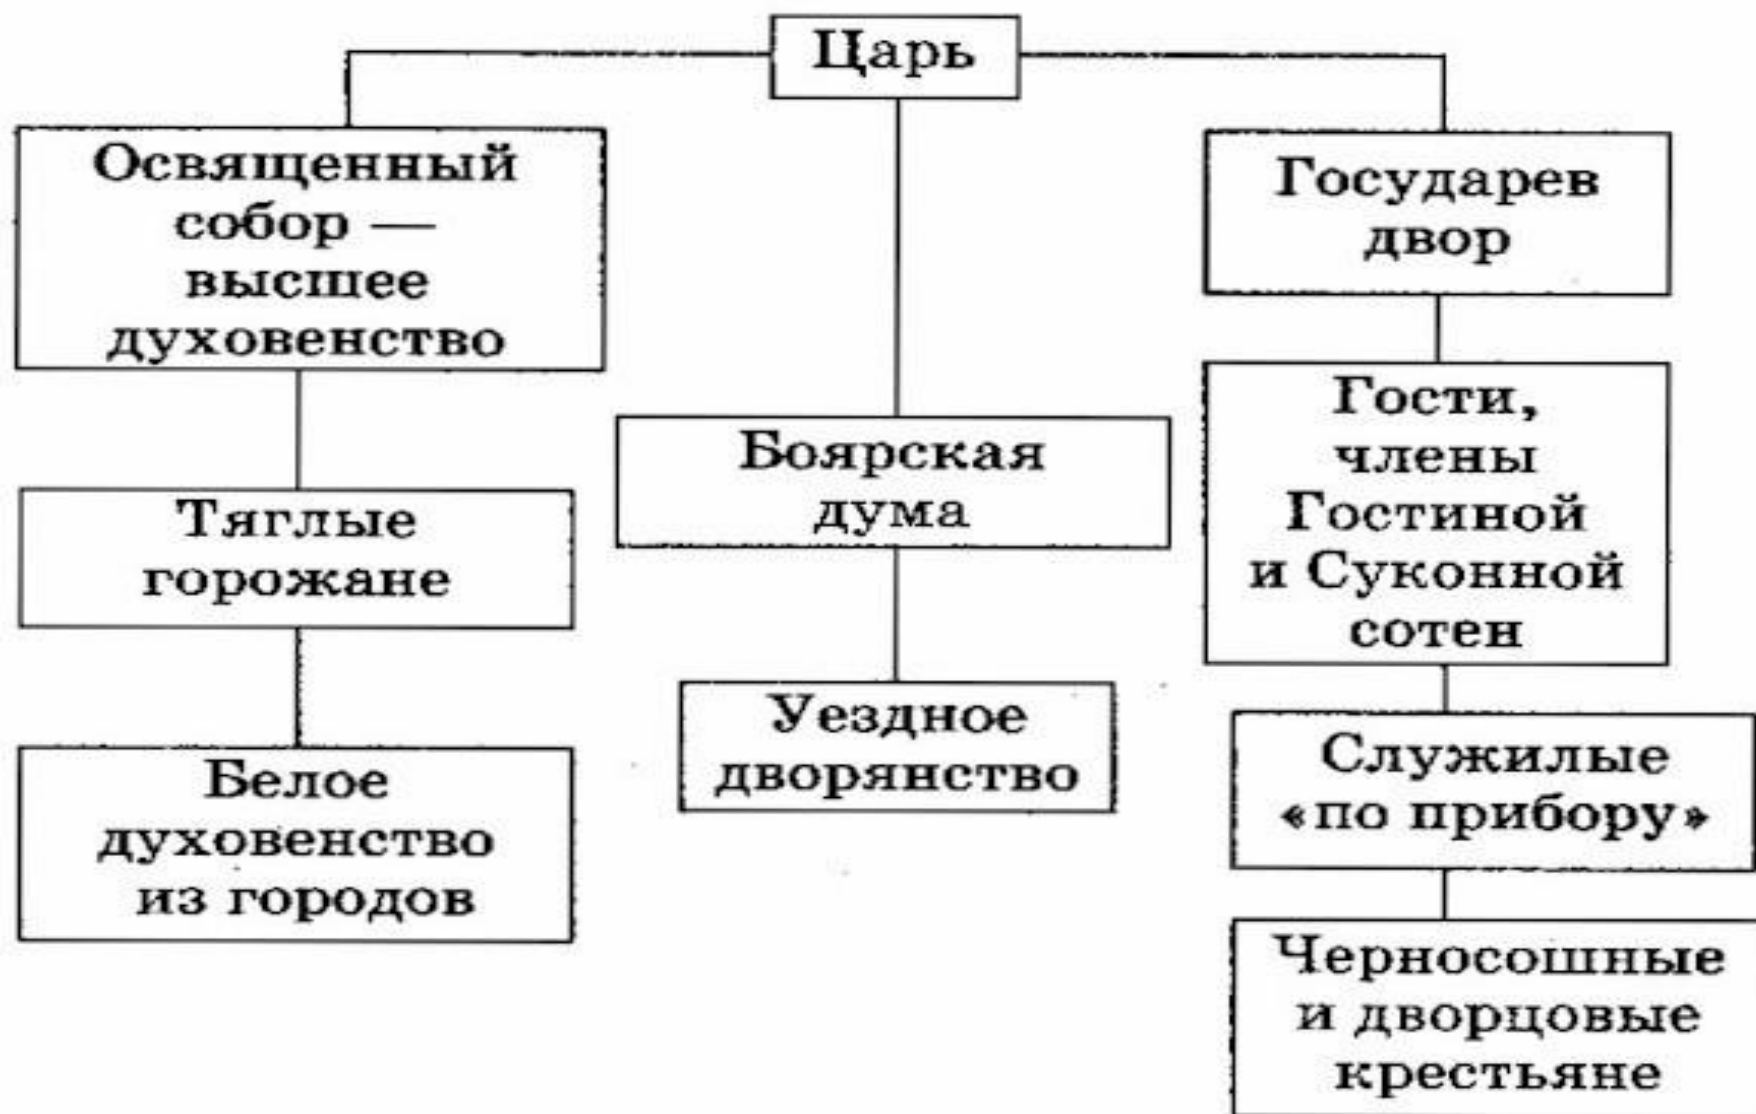 Царь
Освященный
собор —
высшее
духовенство
Государев
двор
Гости,
члены
Гостиной
и Суконной
сотен
Боярская
дума
Тяглые
горожане
Уездное
дворянство
Служилые
«по прибору»
Белое
духовенство
из городов
Черносошные
и дворцовые
крестьяне